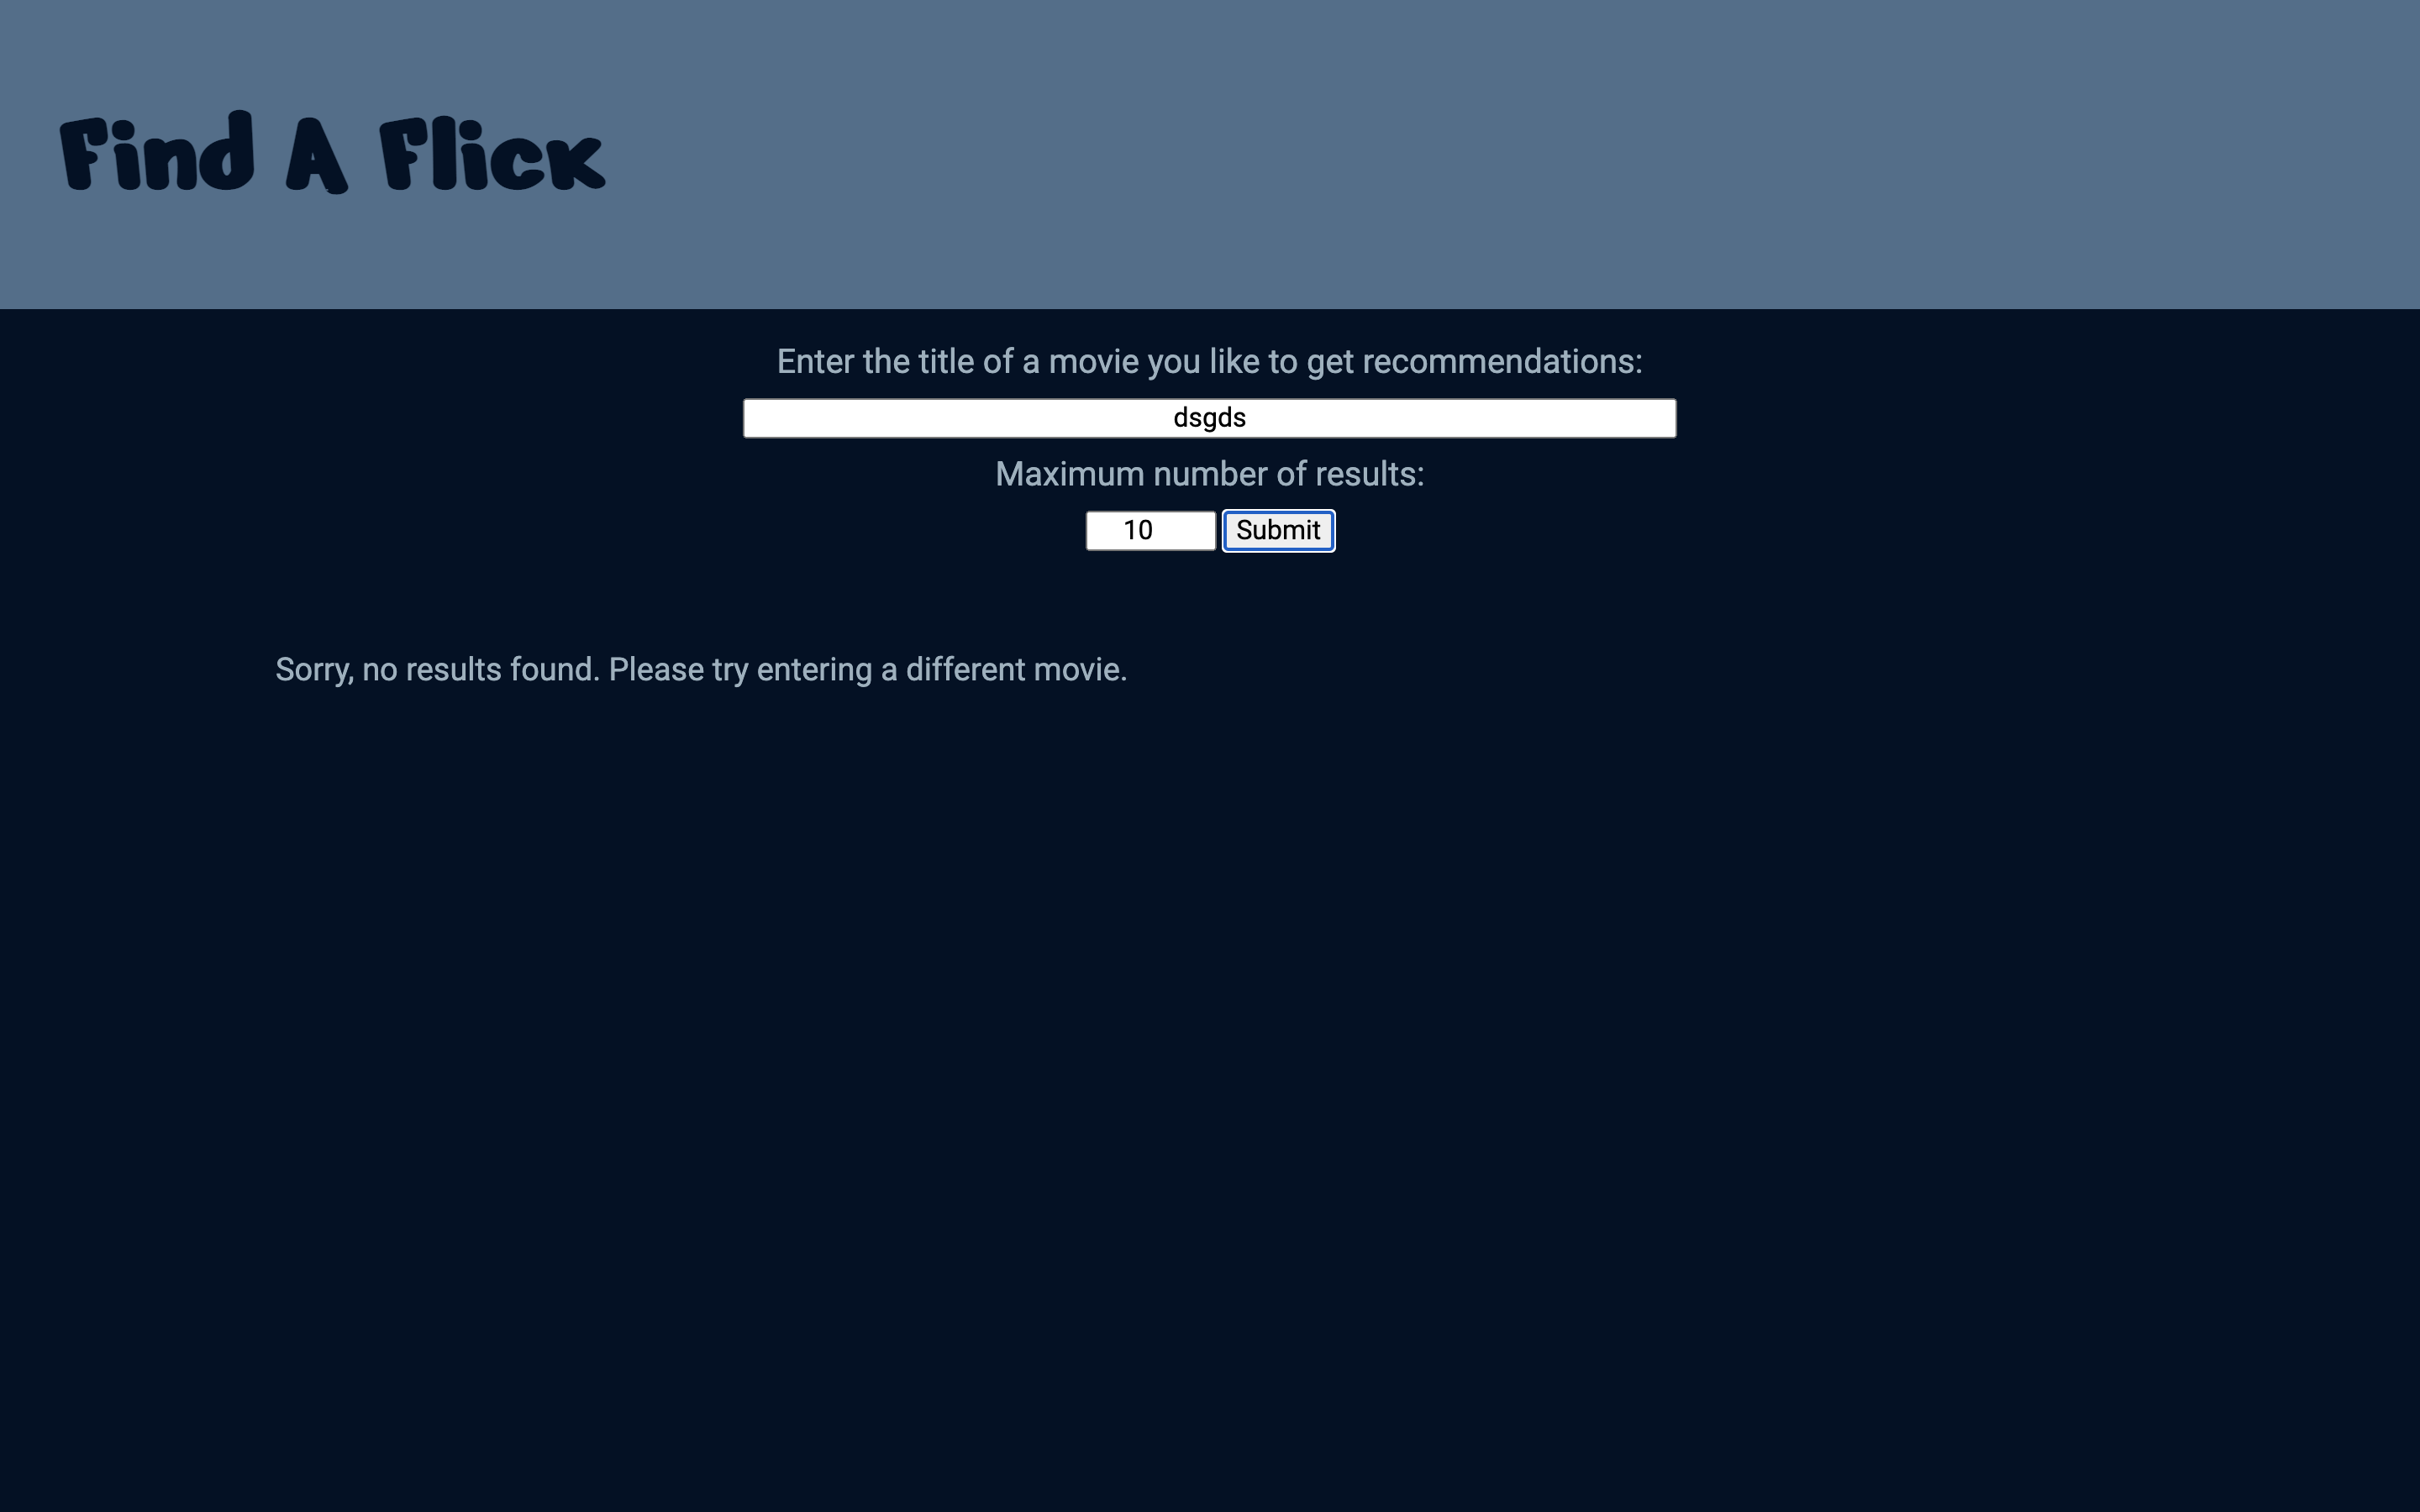 Find A Flick
Enter the title of a movie you like to get recommendations:
dsgds
Maximum number of results:
10 Submit
Sorry, no results found. Please try entering a different movie.